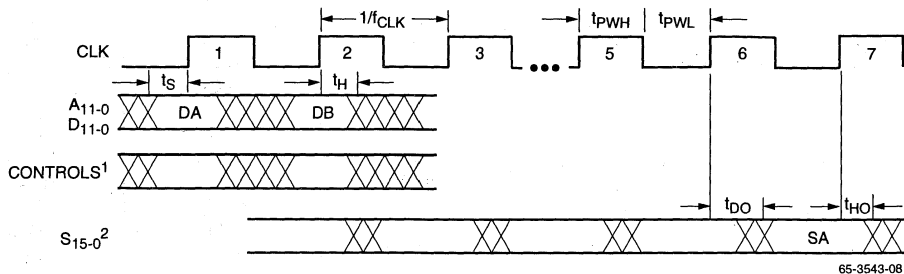 1/fCLK
tPWH
tPWL
CLK
1
2
3
5
6
7
tS
tH
A11-0
D11-0
DA
DB
CONTROLS1
tDO
tHO
S15-02
SA
65-3543-08